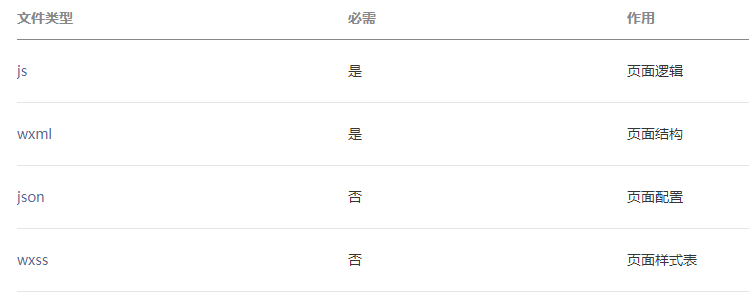 文件类型 必需 作用
js 是 页面逻辑
wxml 是 页面结构
json 否 页面配置
wxss 否 页面样式表